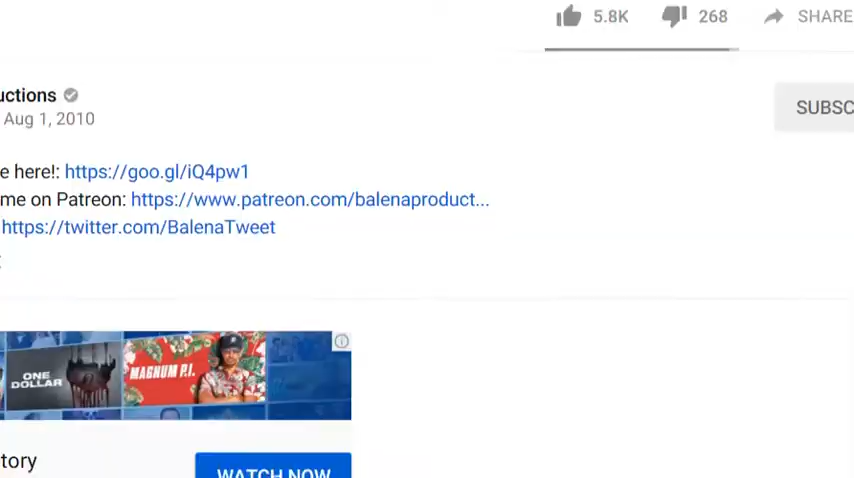 5.8K 268 SHARE
uctions
Aug 1, 2010
SUBSC
e here!: https://goo.gl/iQ4pw1
me on Patreon: https://www.patreon.com/balenaproduct...
https://twitter.com/BalenaTweet
ONE
DOLLAR
MAGNUM P.I.
tory
WATCH NOW